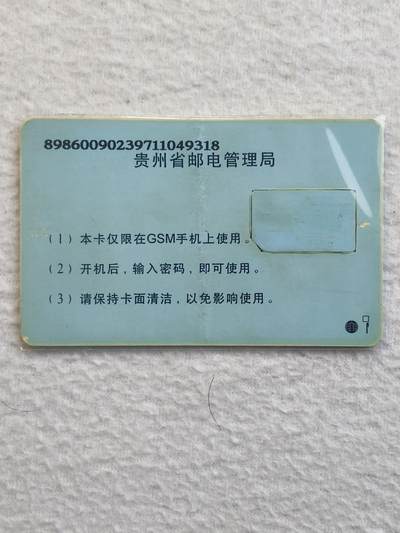 89860090239711049318
贵州省邮电管理局
(1) 本卡仅限在GSM手机上使用。
(2) 开机后，输入密码，即可使用。
(3) 请保持卡面清洁，以免影响使用。